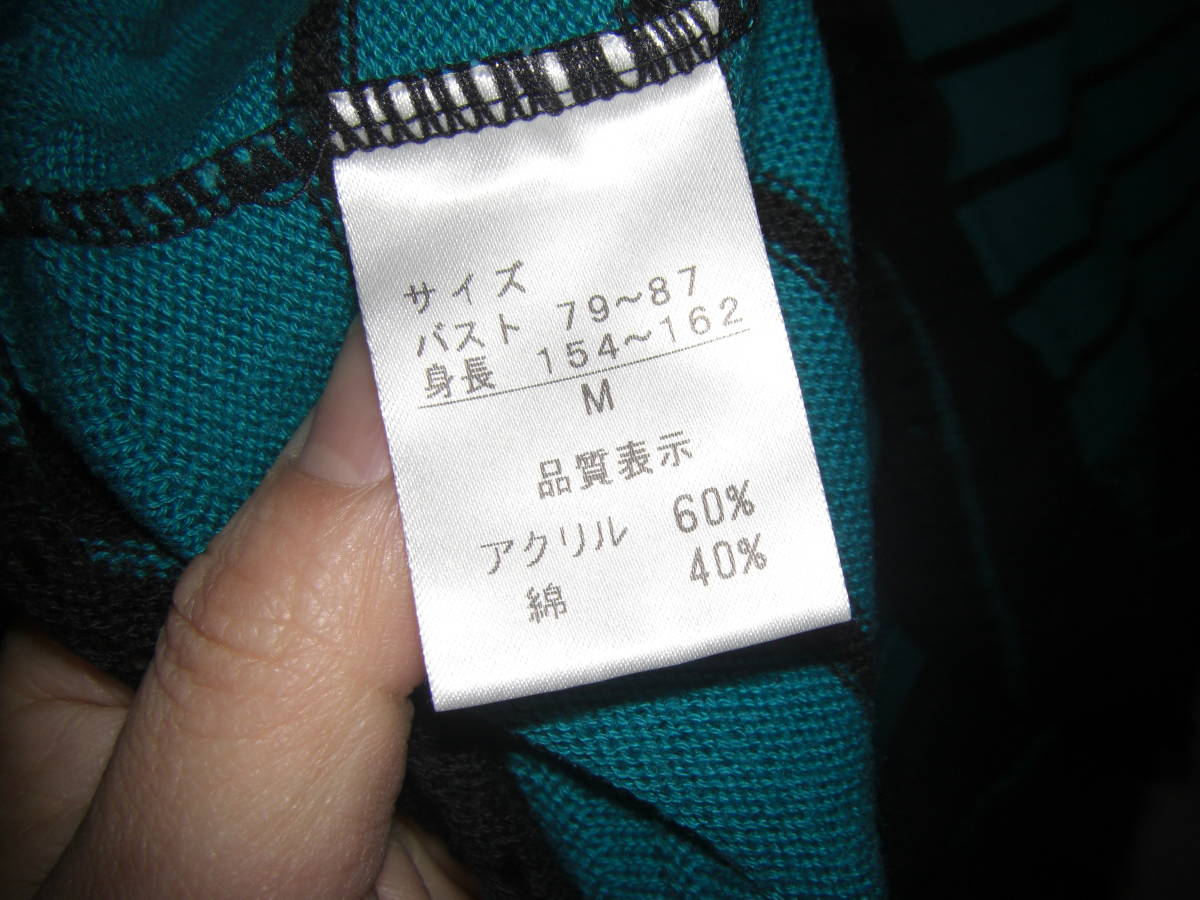 サイズ
バスト 79～87
身長 154～162
M
品質表示
アクリル 60%
綿 40%